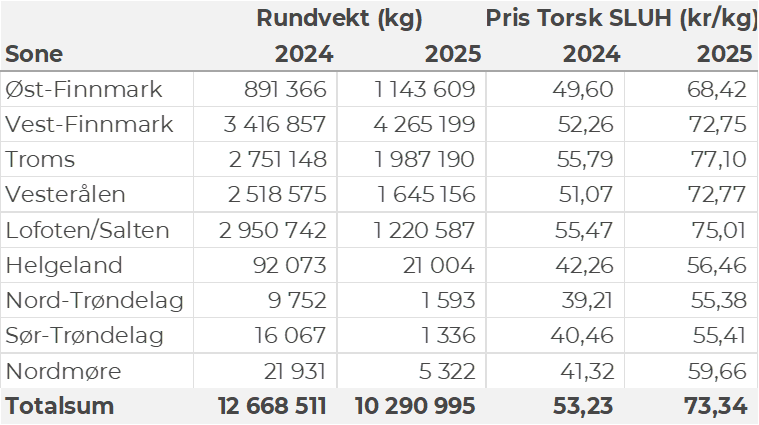 Rundvekt (kg) Pris Torsk SLUH (kr/kg)
Sone 2024 2025 2024 2025
Øst-Finnmark 891 366 1 143 609 49,60 68,42
Vest-Finnmark 3 416 857 4 265 199 52,26 72,75
Troms 2 751 148 1 987 190 55,79 77,10
Vesterålen 2 518 575 1 645 156 51,07 72,77
Lofoten/Salten 2 950 742 1 220 587 55,47 75,01
Helgeland 92 073 21 004 42,26 56,46
Nord-Trøndelag 9 752 1 593 39,21 55,38
Sør-Trøndelag 16 067 1 336 40,46 55,41
Nordmøre 21 931 5 322 41,32 59,66
Totalsum 12 668 511 10 290 995 53,23 73,34